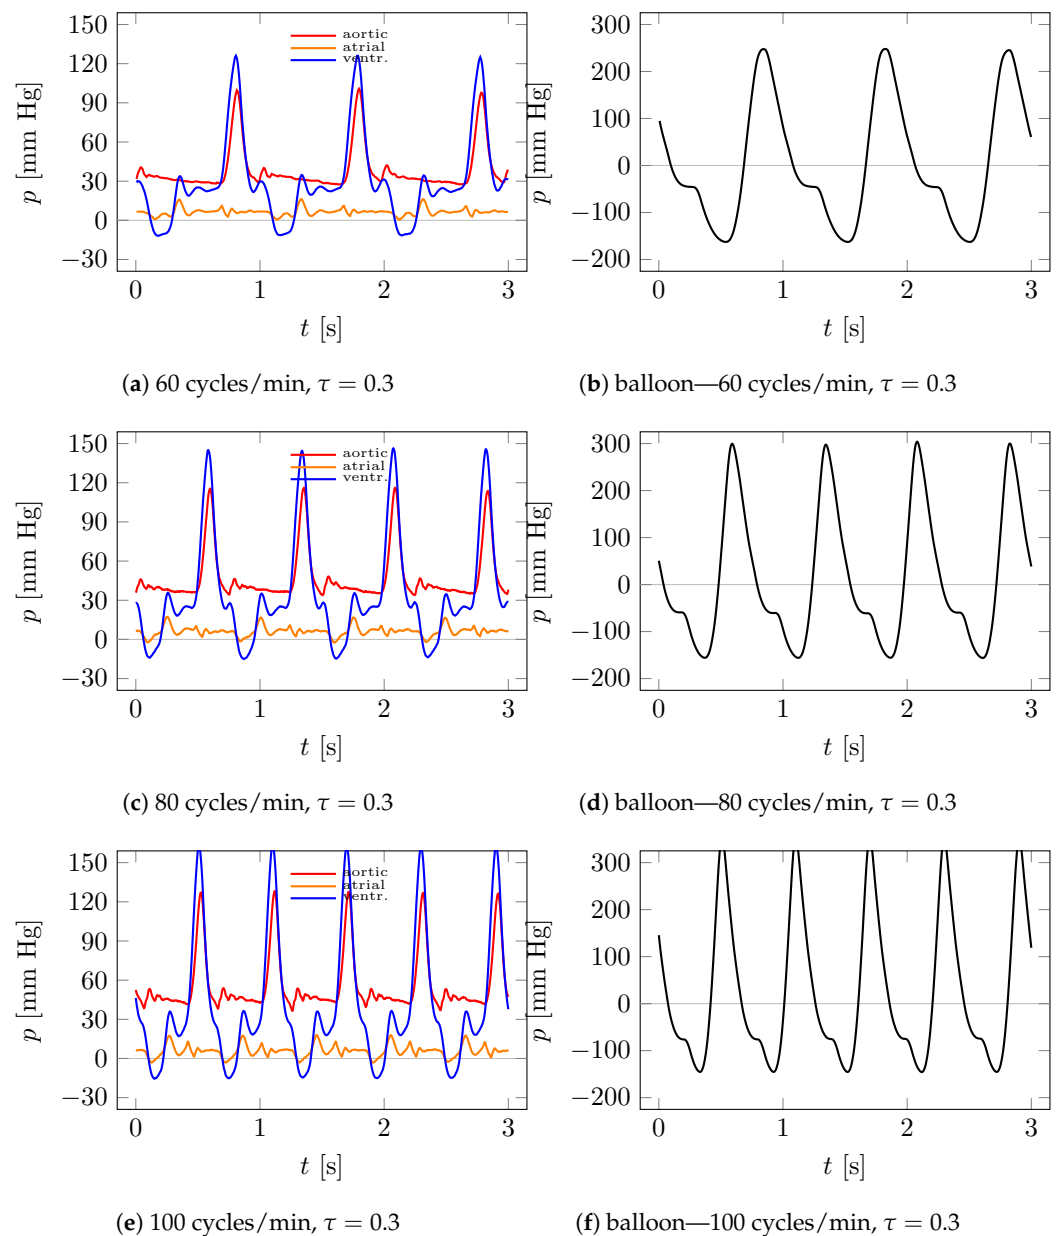 150
120
90
60
30
0
−30
p [mm Hg]
aortic
atrial
ventr.
0 1 2 3
t [s]
(a) 60 cycles/min, τ = 0.3
300
200
100
0
−100
−200
p [mm Hg]
0 1 2 3
t [s]
(b) balloon—60 cycles/min, τ = 0.3
150
120
90
60
30
0
−30
p [mm Hg]
aortic
atrial
ventr.
0 1 2 3
t [s]
(c) 80 cycles/min, τ = 0.3
300
200
100
0
−100
−200
p [mm Hg]
0 1 2 3
t [s]
(d) balloon—80 cycles/min, τ = 0.3
150
120
90
60
30
0
−30
p [mm Hg]
aortic
atrial
ventr.
0 1 2 3
t [s]
(e) 100 cycles/min, τ = 0.3
300
200
100
0
−100
−200
p [mm Hg]
0 1 2 3
t [s]
(f) balloon—100 cycles/min, τ = 0.3